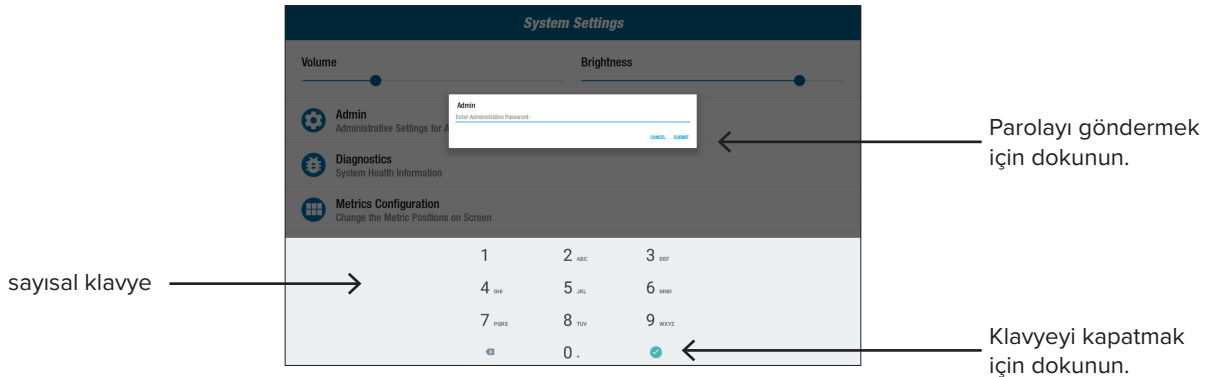 System Settings
Volume
Brightness
Admin
Administrative Settings for A
Admin
Enter Administrative Password:
CANCEL SUBMIT
Diagnostics
System Health Information
Metrics Configuration
Change the Metric Positions on Screen
Parolayı göndermek
için dokunun.
sayısal klavye
1 2 ABC 3 DEF
4 GHI 5 JKL 6 MNO
7 PQRS 8 TUV 9 WXYZ
0
Klavyeyi kapatmak
için dokunun.